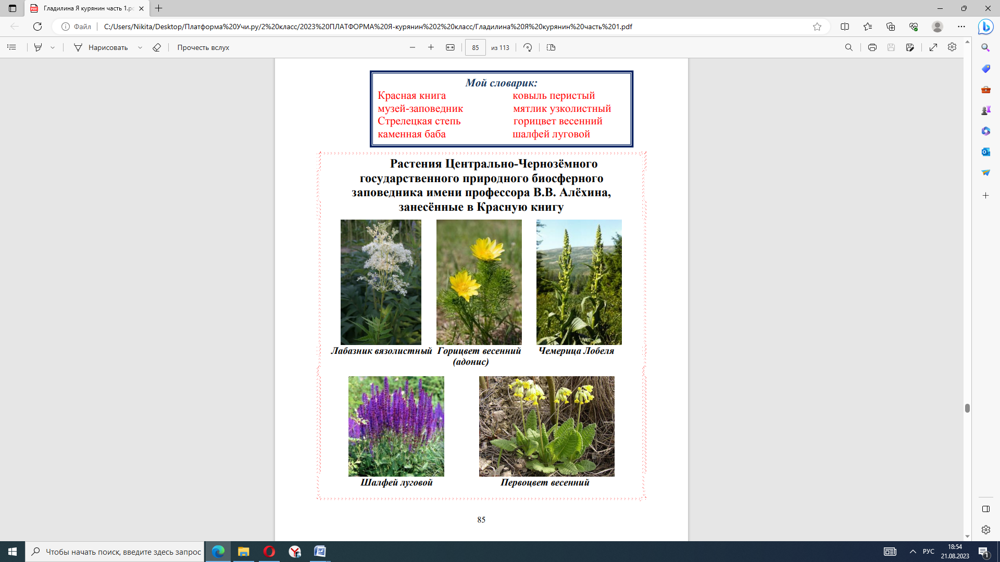 Гладилина Я курянин часть 1.pd
Файл
C:/Users/Nikita/Desktop/Платформа%20Учи.ру/2%20класс/2023%20ПЛАТФОРМА%20Я-курянин%202%20класс/Гладилина%20Я%20курянин%20часть%201.pdf
Нарисовать
Прочесть вслух
85 из 113
Мой словарик:
Красная книга ковыль перистый
музей-заповедник мятлик узколистный
Стрелецкая степь горицвет весенний
каменная баба шалфей луговой
Растения Центрально-Чернозёмного
государственного природного биосферного
заповедника имени профессора В.В. Алёхина,
занесённые в Красную книгу
Лабазник вязолистный Горицвет весенний Чемерица Лобеля
(адонис)
Шалфей луговой Первоцвет весенний
85
Чтобы начать поиск, введите здесь запрос
РУС
18:54
21.08.2023
1